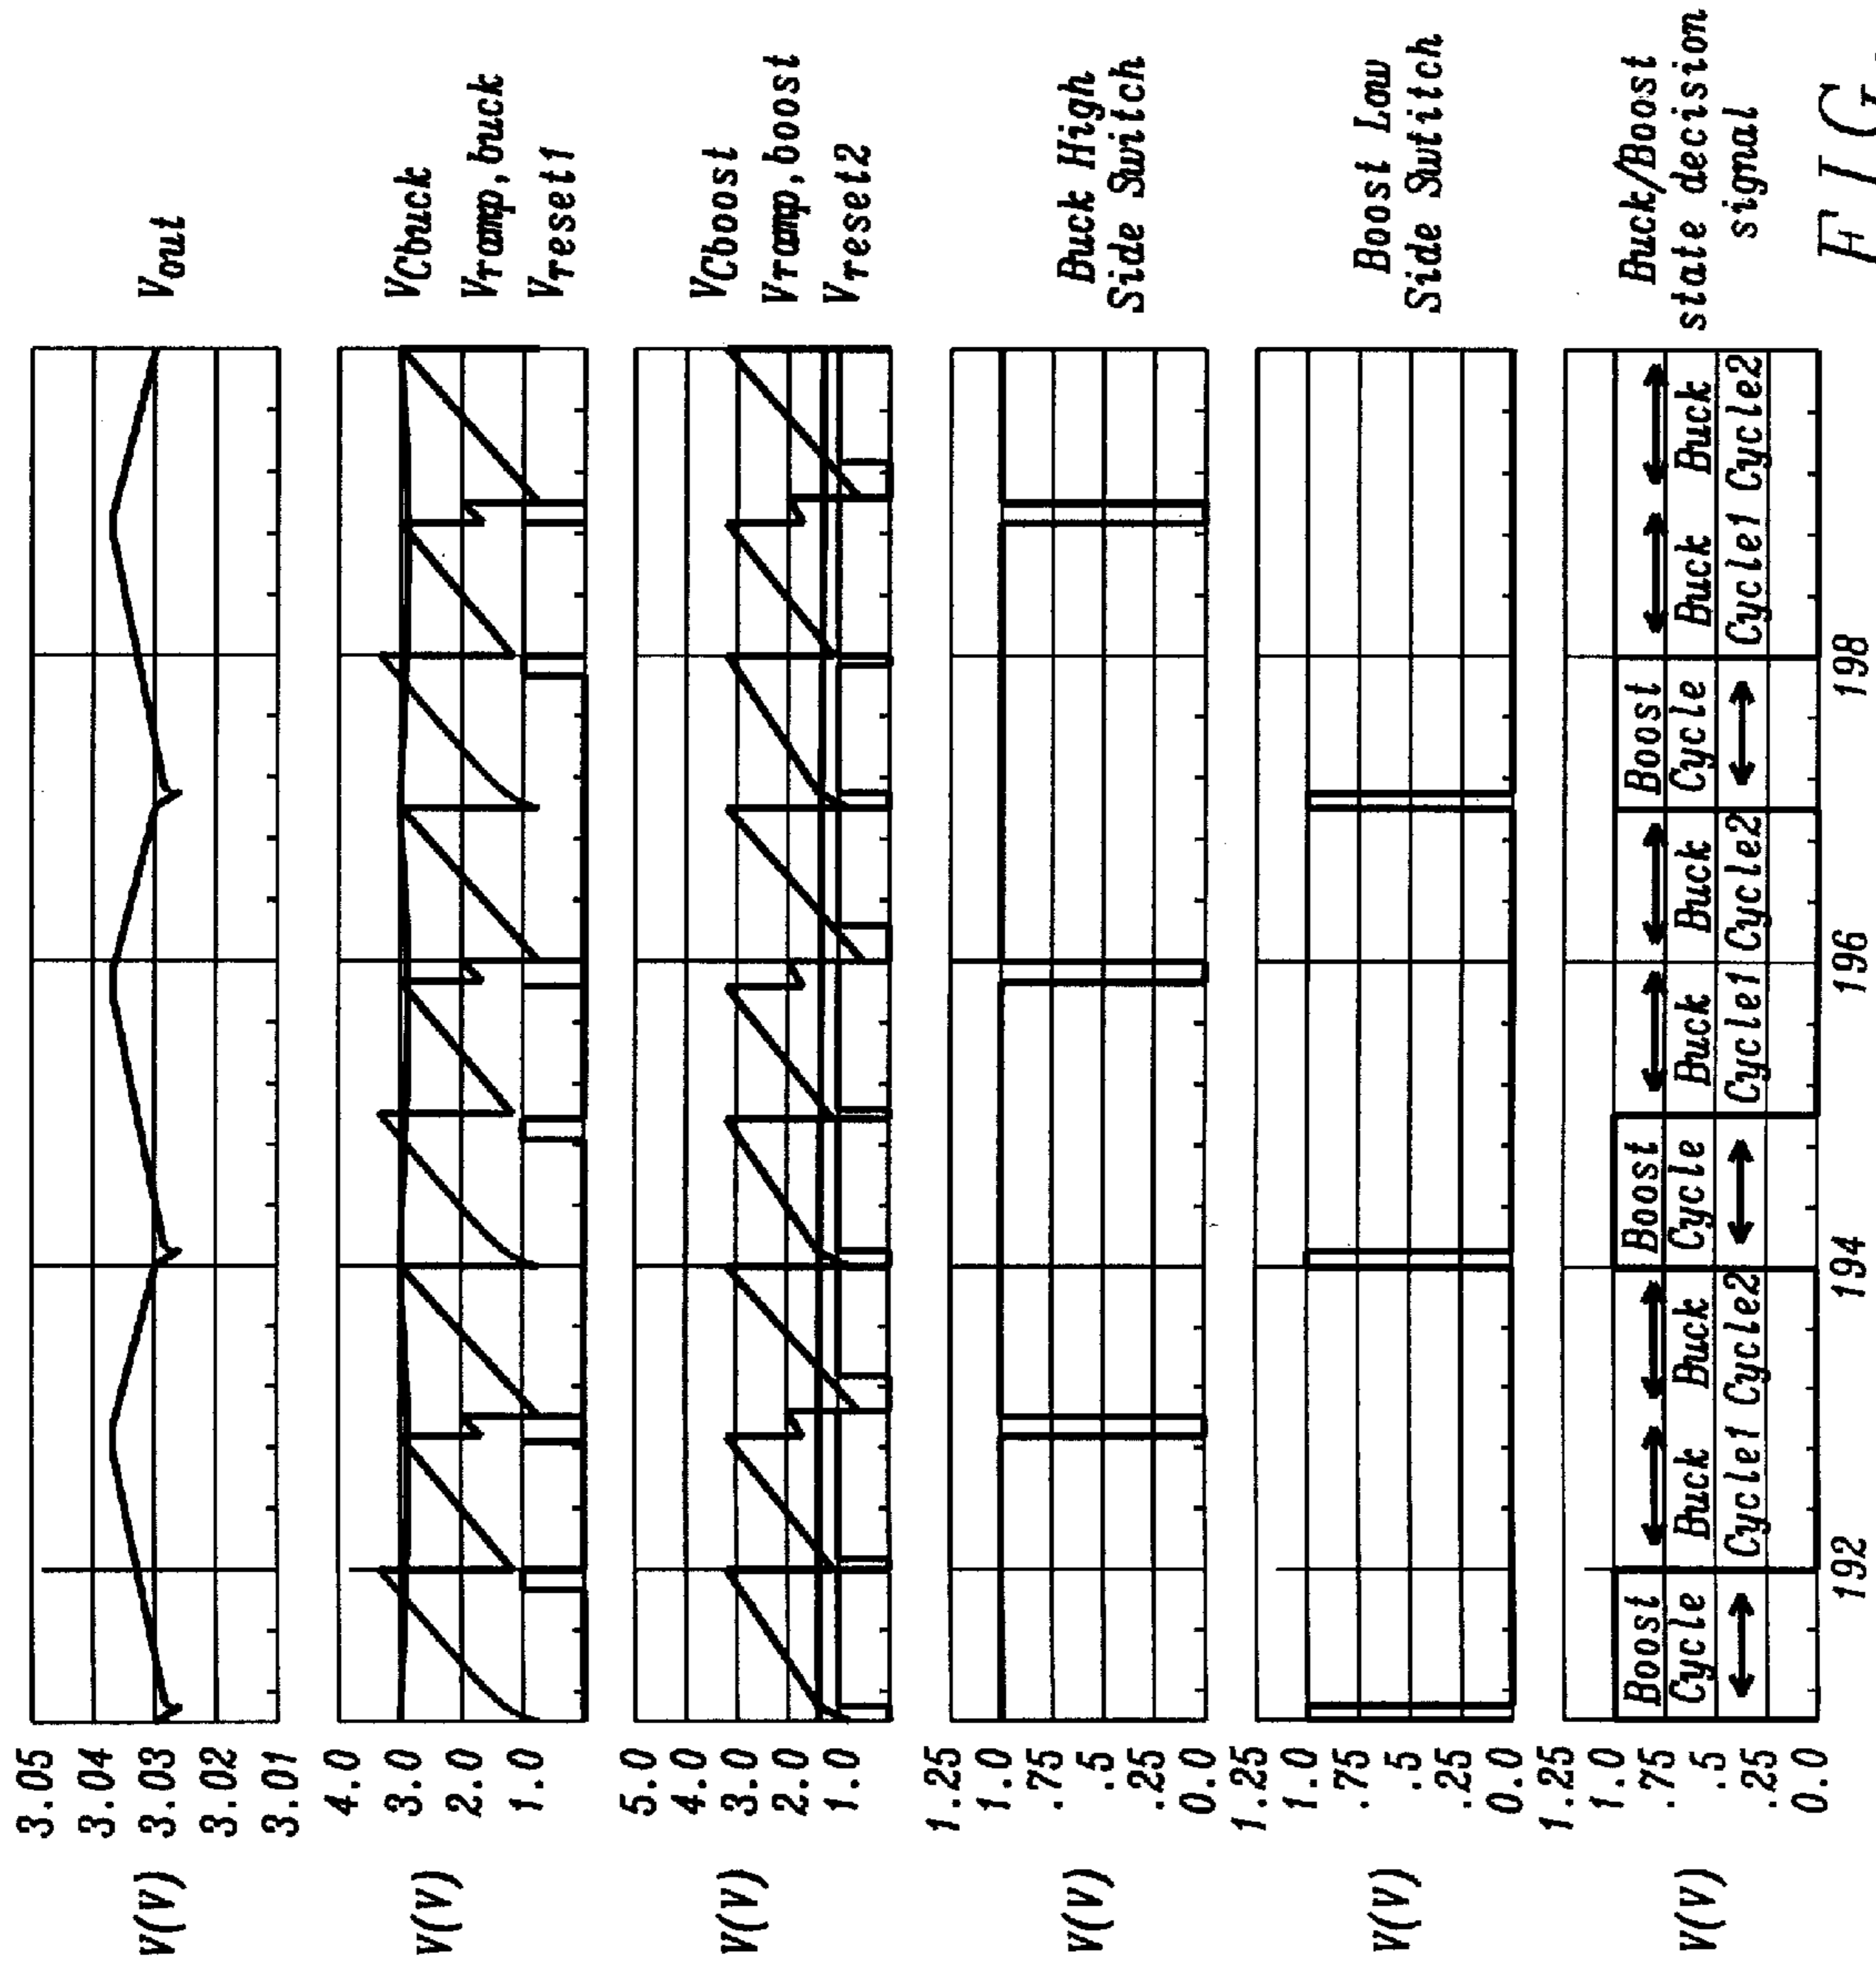 3.05
3.04
3.03
3.02
3.01
V(V)
Vout
4.0
3.0
2.0
1.0
V(V)
VCbuck
Vramp,buck
Vreset1
5.0
4.0
3.0
2.0
1.0
V(V)
VCboost
Vramp,boost
Vreset2
1.25
1.0
.75
.5
.25
0.0
V(V)
Buck High
Side Switch
1.25
1.0
.75
.5
.25
0.0
V(V)
Boost Low
Side Swtitch
1.25
1.0
.75
.5
.25
0.0
V(V)
Boost
Cycle
Buck
Cycle1
Buck
Cycle2
Boost
Cycle
Buck
Cycle1
Buck
Cycle2
Boost
Cycle
Buck
Cycle1
Buck
Cycle2
Buck/Boost
state decision
signal
192
194
196
198
FIG.